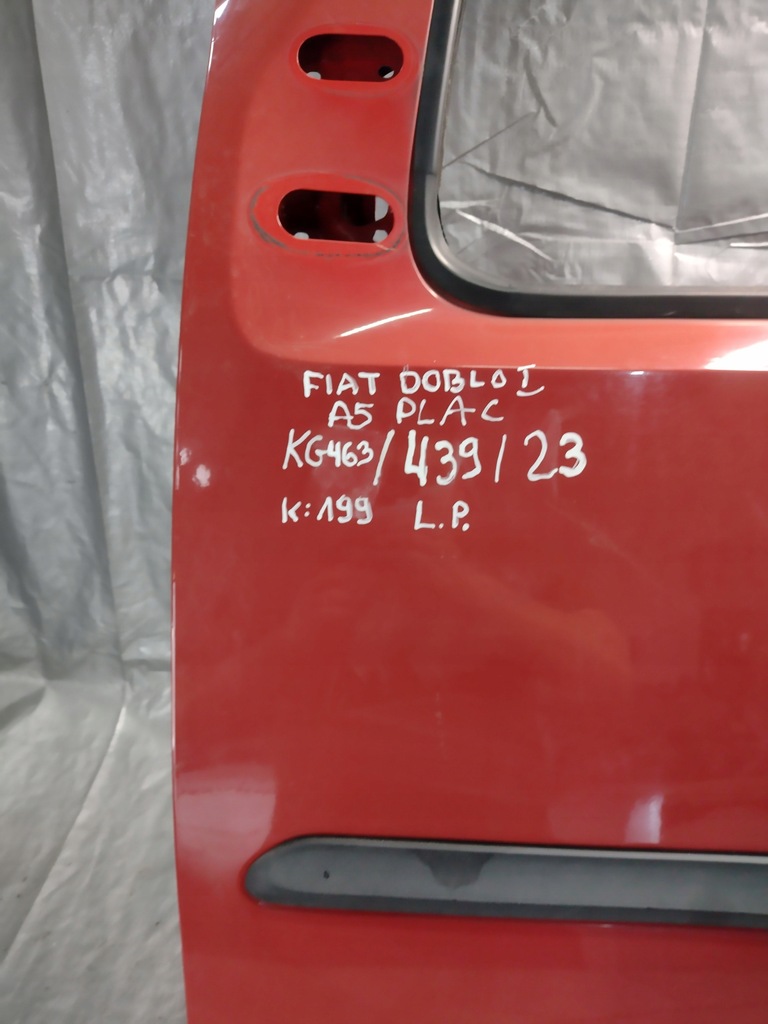 FIAT DOBLO I
A5 PLAC
KG463/439/23
K:199 L.P.